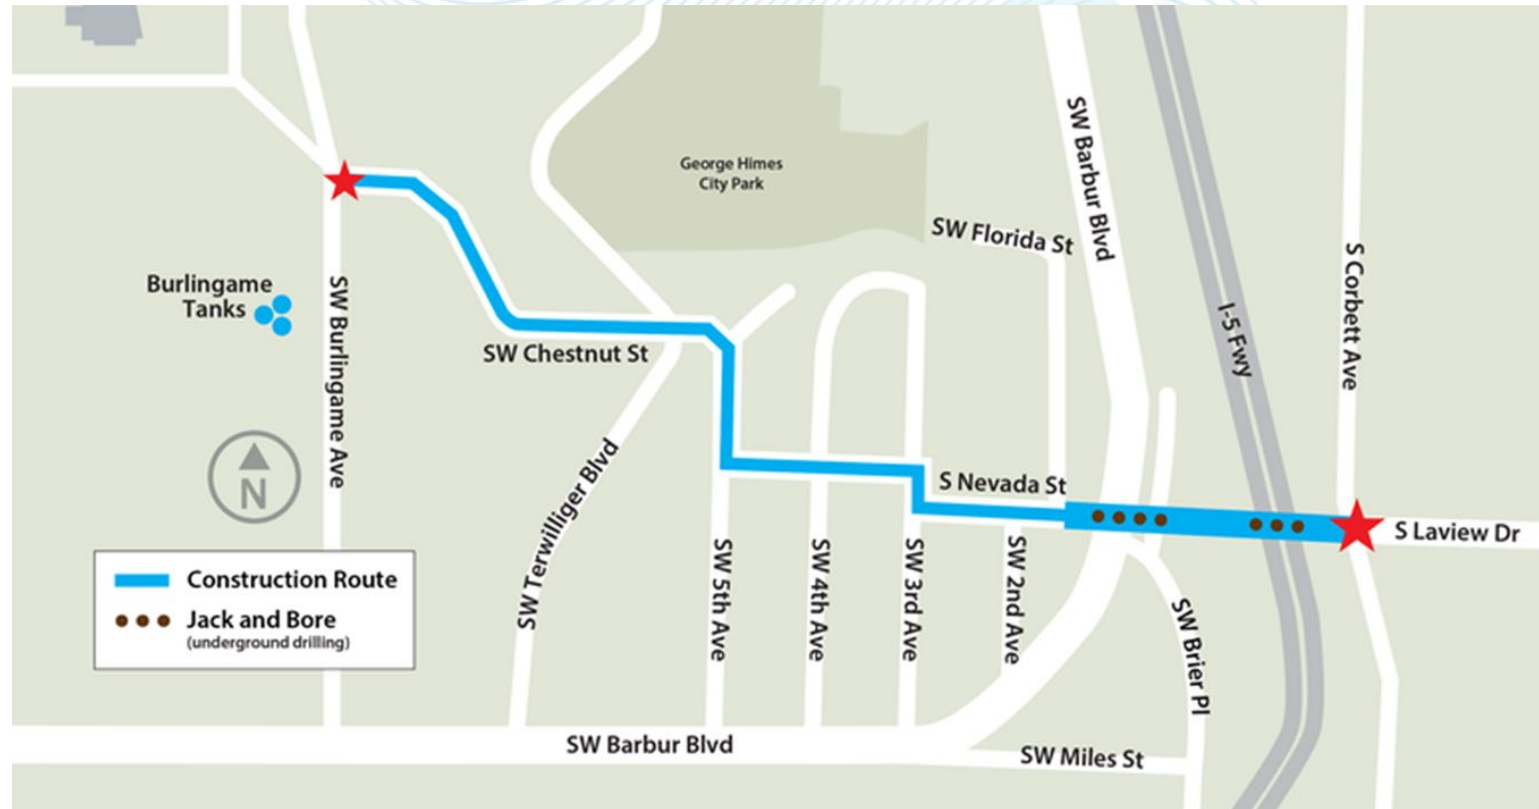 George Himes
City Park
SW Barbur Blvd
SW Florida St
S Corbett Ave
Burlingame
Tanks
SW Burlingame Ave
I-5 Fwy
SW Chestnut St
N
SW Terwilliger Blvd
S Nevada St
S Laview Dr
SW 5th Ave
SW 4th Ave
SW 3rd Ave
SW 2nd Ave
SW Brier Pl
Construction Route
Jack and Bore
(underground drilling)
SW Barbur Blvd
SW Miles St